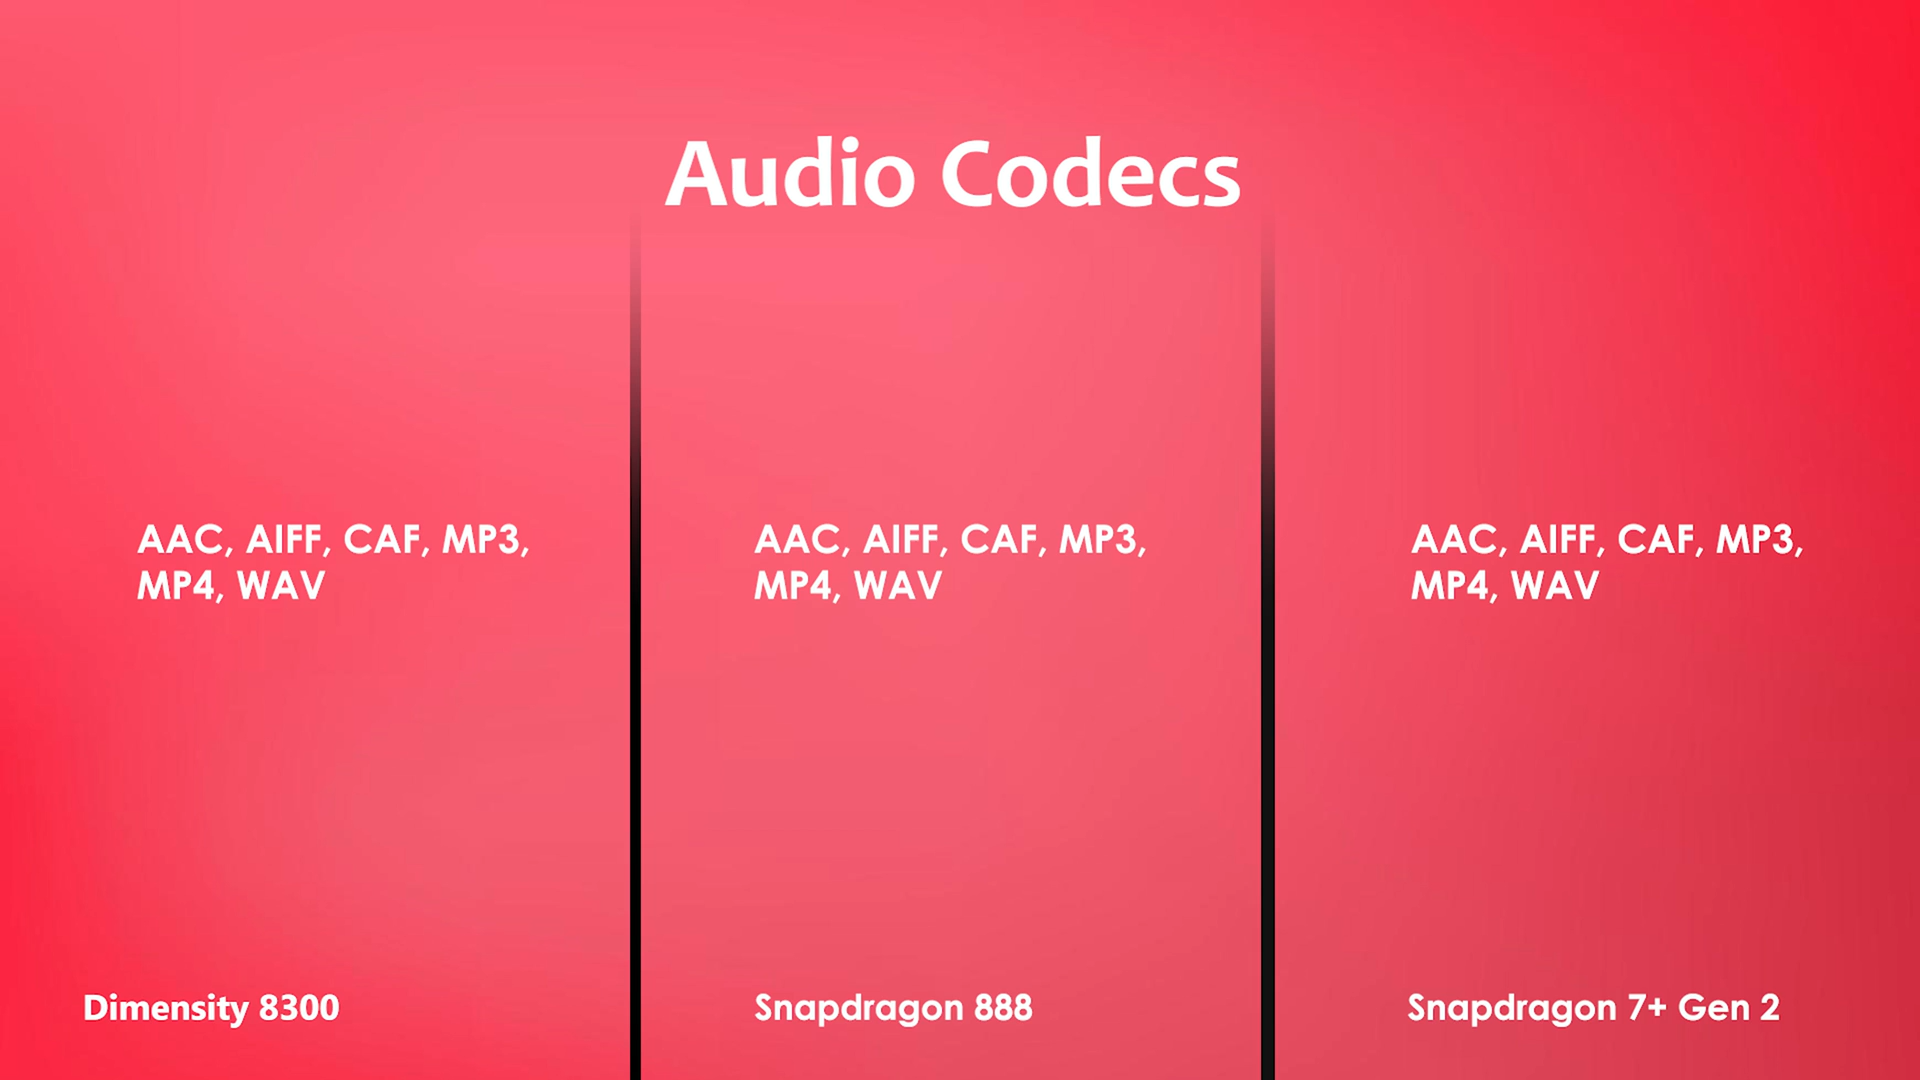 Audio Codecs
AAC, AIFF, CAF, MP3,
MP4, WAV
AAC, AIFF, CAF, MP3,
MP4, WAV
AAC, AIFF, CAF, MP3,
MP4, WAV
Dimensity 8300
Snapdragon 888
Snapdragon 7+ Gen 2